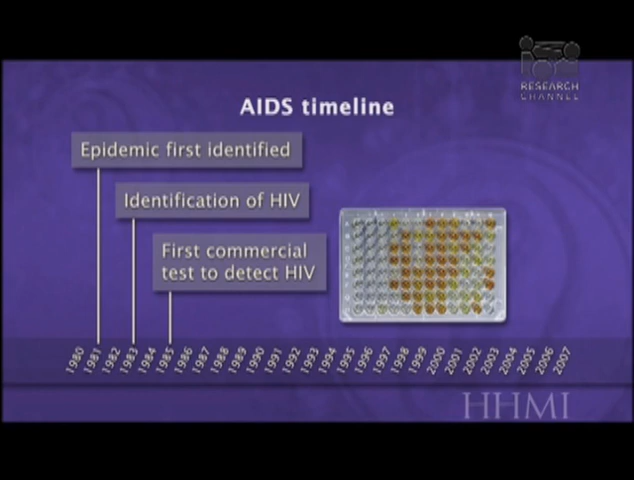 RESEARCH
CHANNEL
AIDS timeline
Epidemic first identified
Identification of HIV
First commercial
test to detect HIV
1980 1981 1982 1983 1984 1985 1986 1987 1988 1989 1990 1991 1992 1993 1994 1995 1996 1997 1998 1999 2000 2001 2002 2003 2004 2005 2006 2007
HHMI